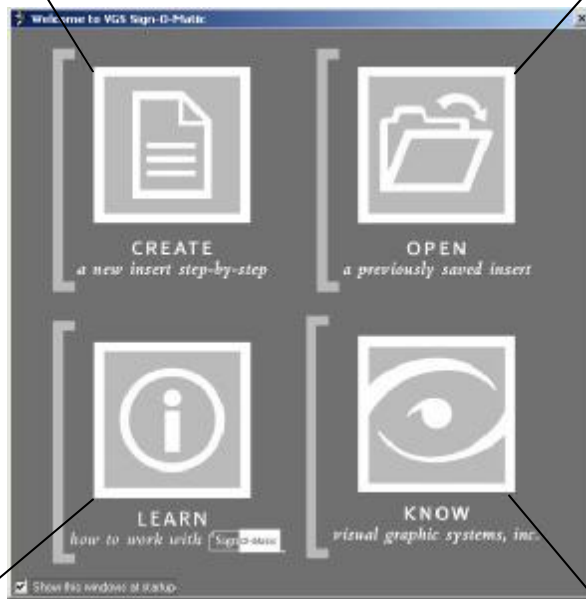 Welcome to VGS Sign-O-Matic
CREATE
a new insert step-by-step
OPEN
a previously saved insert
LEARN
how to work with Sign-O-Matic
KNOW
visual graphic systems, inc.
Show this windows at startup